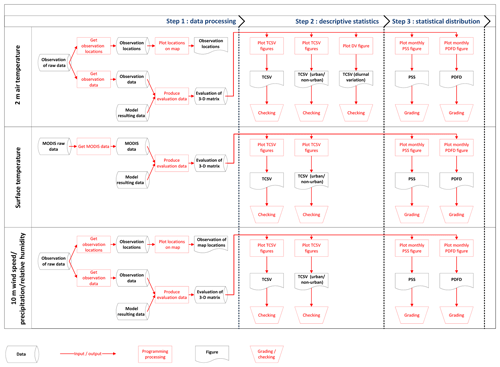 Step 1 : data processing
Step 2 : descriptive statistics
Step 3 : statistical distribution
2 m air temperature
Observation of raw data
Get observation locations
Observation locations
Plot locations on map
Observation locations
Get observation data
Observation data
Model resulting data
Produce evaluation data
Evaluation of 3-D matrix
Plot TCSV figures
Plot TCSV figures
Plot DV figure
Plot monthly PSS figure
Plot monthly PDFD figure
TCSV
TCSV (urban/non-urban)
TCSV (diurnal variation)
PSS
PDFD
Checking
Checking
Checking
Grading
Grading
Surface temperature
MODIS raw data
Get MODIS data
MODIS data
Model resulting data
Produce evaluation data
Evaluation of 3-D matrix
Plot TCSV figures
Plot TCSV figures
Plot monthly PSS figure
Plot monthly PDFD figure
TCSV
TCSV (urban/non-urban)
PSS
PDFD
Checking
Checking
Grading
Grading
10 m wind speed/precipitation/relative humidity
Observation of raw data
Get observation locations
Observation locations
Plot locations on map
Observation of map locations
Get observation data
Observation data
Model resulting data
Produce evaluation data
Evaluation of 3-D matrix
Plot TCSV figures
Plot TCSV figures
Plot monthly PSS figure
Plot monthly PDFD figure
TCSV
TCSV (urban/non-urban)
PSS
PDFD
Checking
Checking
Grading
Grading
Data
Input / output
Programming processing
Figure
Grading / checking